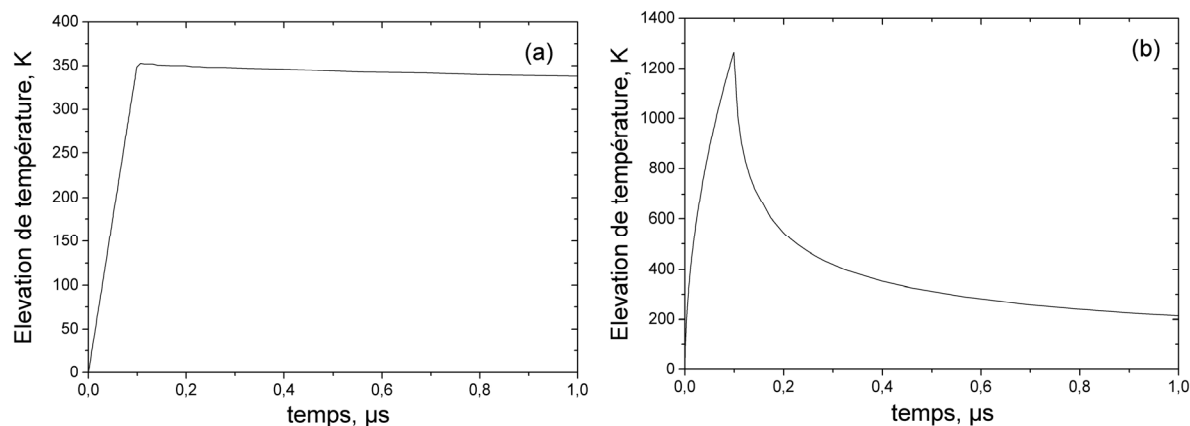 (a)
Elevation de température, K
400
350
300
250
200
150
100
50
0
0,0 0,2 0,4 0,6 0,8 1,0
temps, µs
(b)
Elevation de température, K
1400
1200
1000
800
600
400
200
0
0,0 0,2 0,4 0,6 0,8 1,0
temps, µs